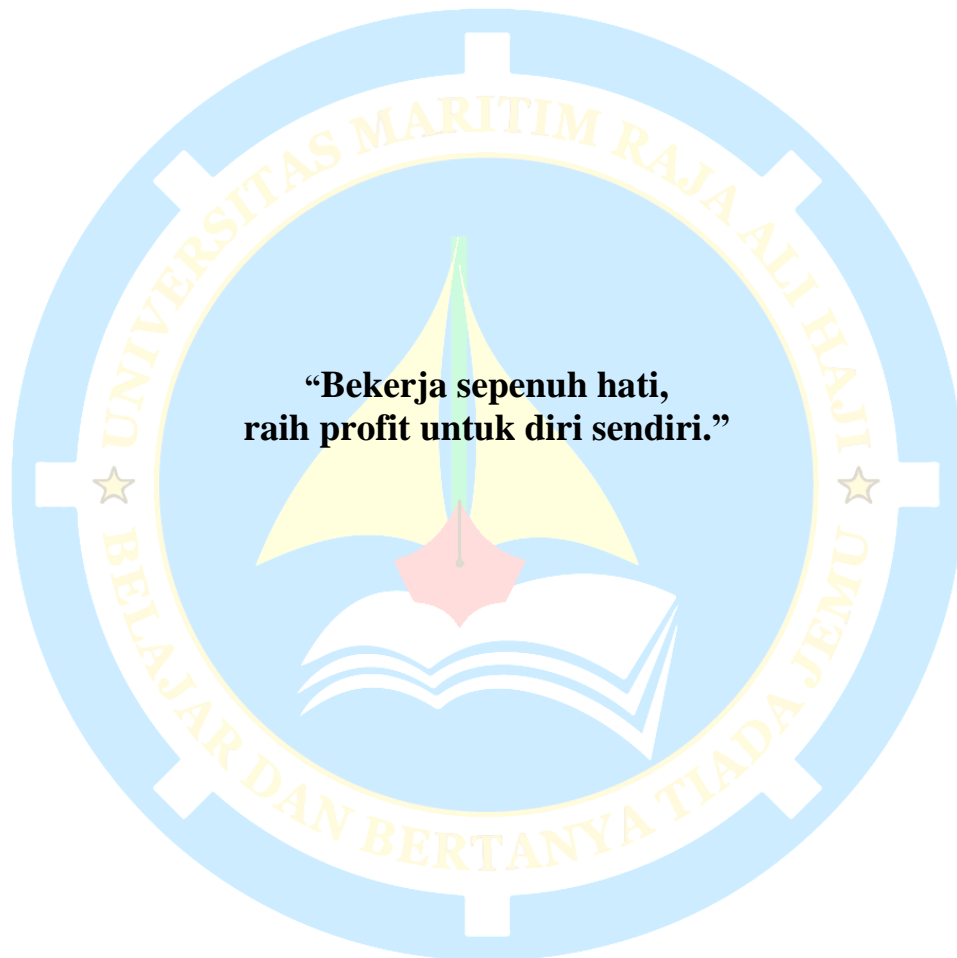 UNIVERSITAS MARITIM RAJA ALI HAJI
“Bekerja sepenuh hati,
raih profit untuk diri sendiri.”
BELAJAR DAN BERTANYA TIADA JEMU